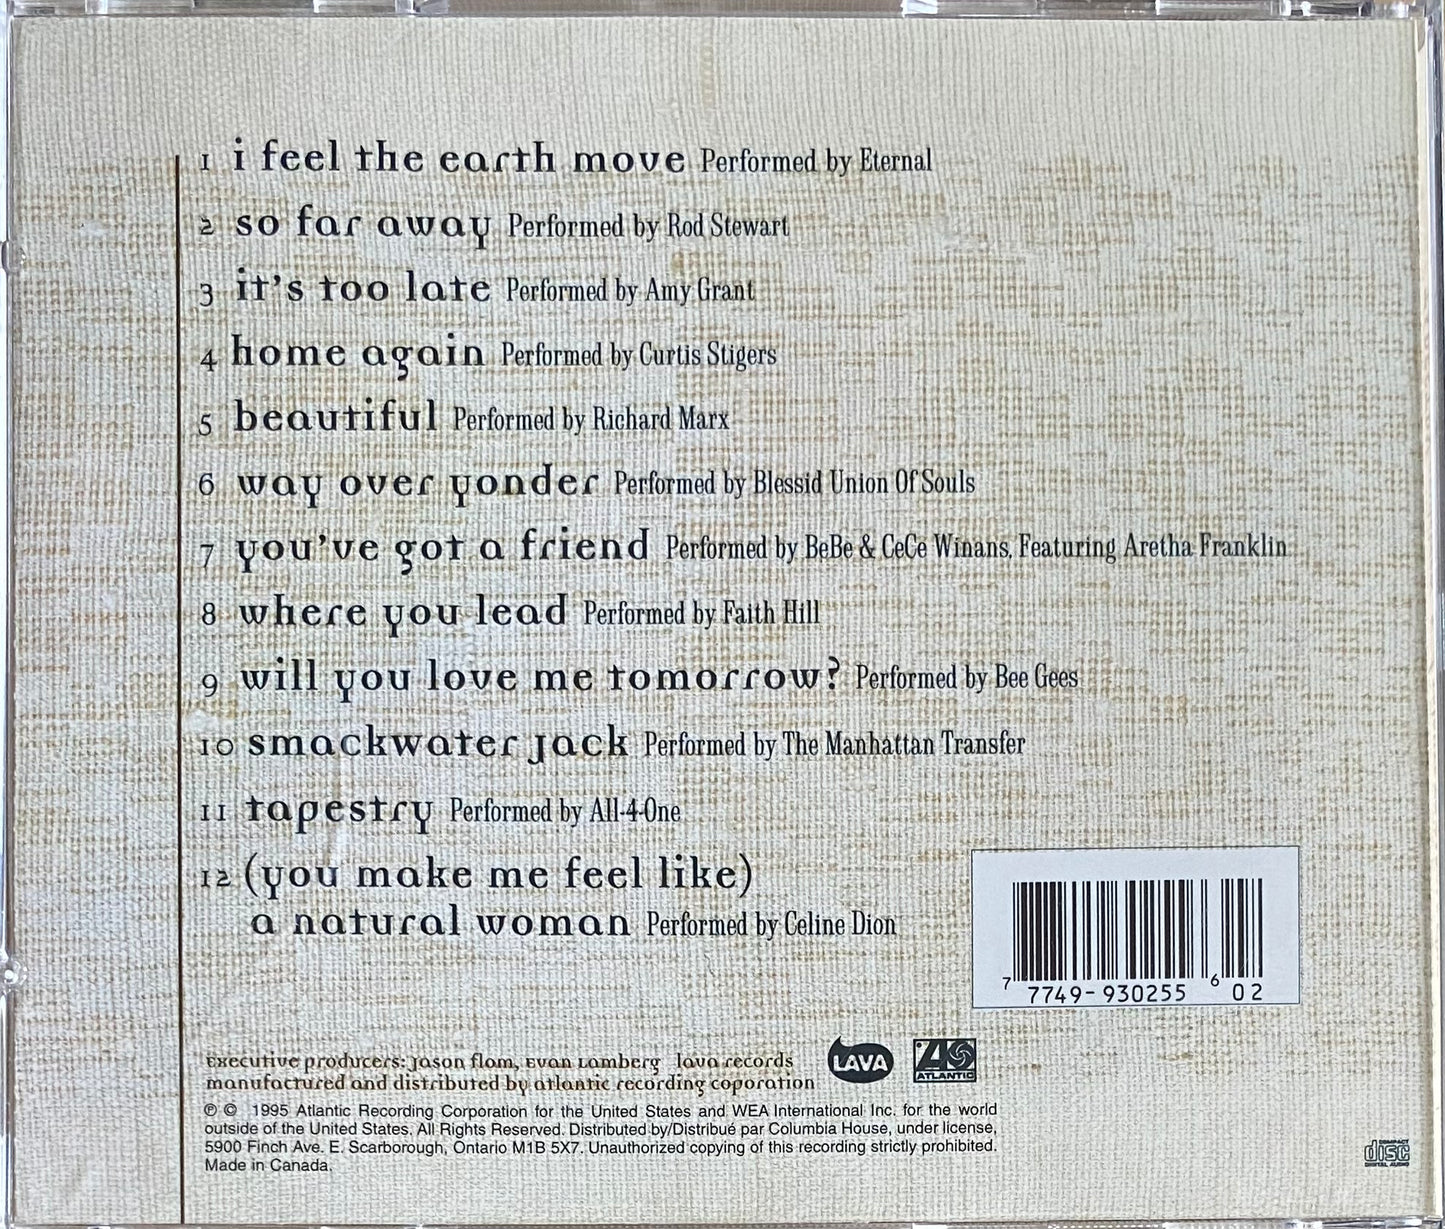 1 i feel the earth move Performed by Eternal
2 so far away Performed by Rod Stewart
3 it's too late Performed by Amy Grant
4 home again Performed by Curtis Stigers
5 beautiful Performed by Richard Marx
6 way over yonder Performed by Blessid Union Of Souls
7 you've got a friend Performed by BeBe & CeCe Winans, Featuring Aretha Franklin
8 where you lead Performed by Faith Hill
9 will you love me tomorrow? Performed by Bee Gees
10 smackwater jack Performed by The Manhattan Transfer
11 tapestry Performed by All-4-One
12 (you make me feel like)
a natural woman Performed by Celine Dion
7 7749-930255 6 02
Executive producers: Jason flom, Evan Lamberg lava records
manufactured and distributed by atlantic recording coporation
LAVA
ATLANTIC
℗ © 1995 Atlantic Recording Corporation for the United States and WEA International Inc. for the world
outside of the United States. All Rights Reserved. Distributed by/Distribué par Columbia House, under license,
5900 Finch Ave. E. Scarborough, Ontario M1B 5X7. Unauthorized copying of this recording strictly prohibited.
Made in Canada.
COMPACT
disc
DIGITAL AUDIO